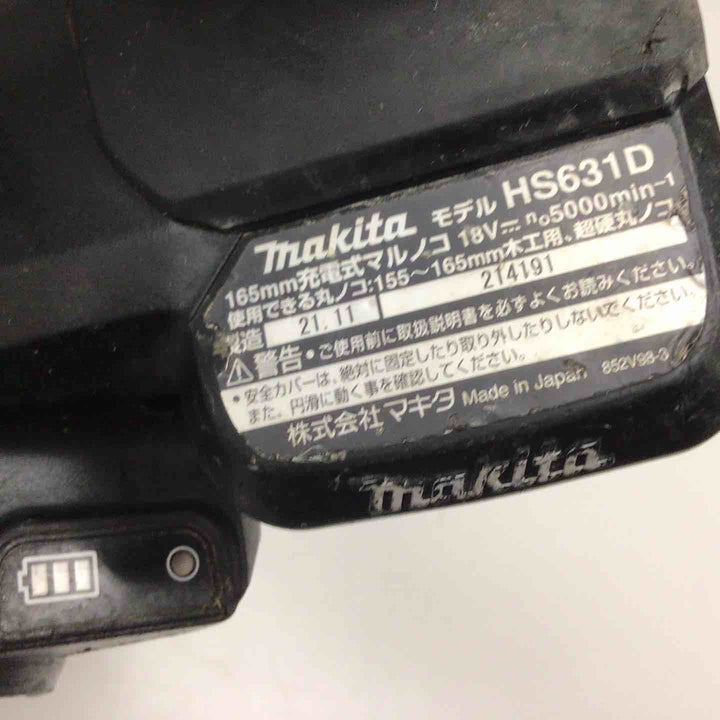 makita モデル HS631D
165mm充電式マルノコ 18V⎓ n₀5000min⁻¹
使用できる丸ノコ:155～165mm木工用、超硬丸ノコ
製造 21.11 214191
⚠警告・ご使用前に取扱説明書を必ずよくお読みください。
・安全カバーは、絶対に固定したり取り外したりしないでください。
また、円滑に動く事を確認してください。
株式会社 マキタ Made in Japan 852V98-3
makita